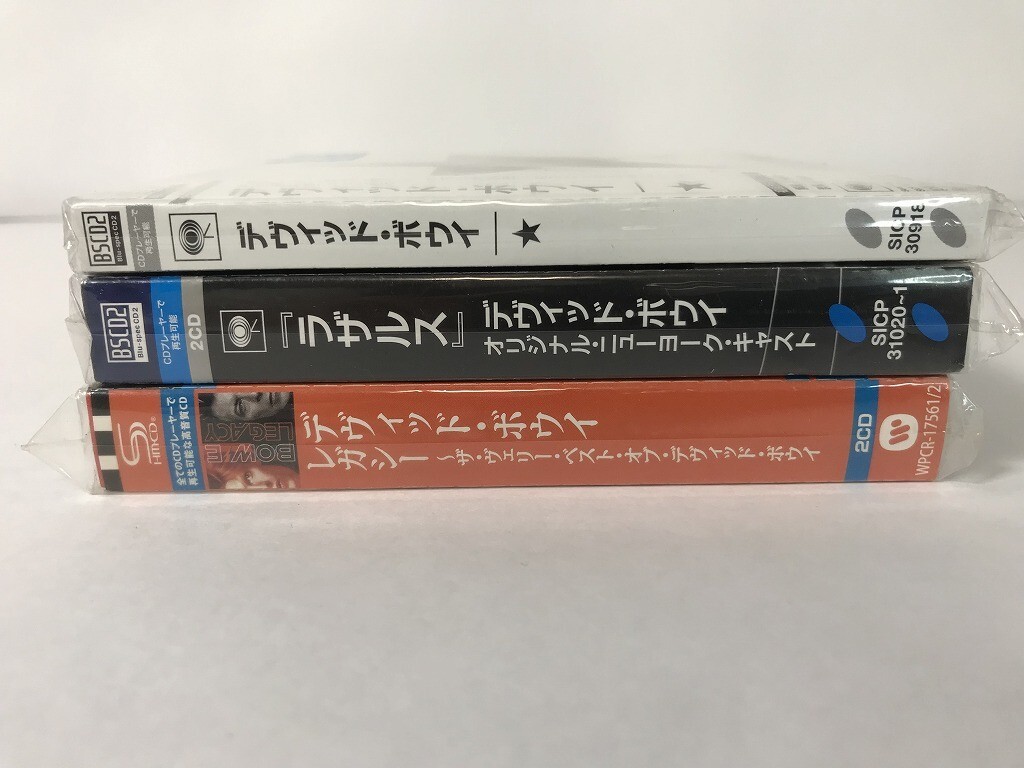 BSCD2
Blu-spec CD2
CDプレーヤーで
再生可能
デヴィッド・ボウイ
★
SICP
30918
BSCD2
Blu-spec CD2
CDプレーヤーで
再生可能
2CD
『ラザルス』
デヴィッド・ボウイ
オリジナル・ニューヨーク・キャスト
SICP
31020~1
SHMCD
全てのCDプレーヤーで
再生可能な高音質CD
LEGACY
BOWIE
デヴィッド・ボウイ
レガシー ～ザ・ヴェリー・ベスト・オブ・デヴィッド・ボウイ
2CD
WPCR-17561/2